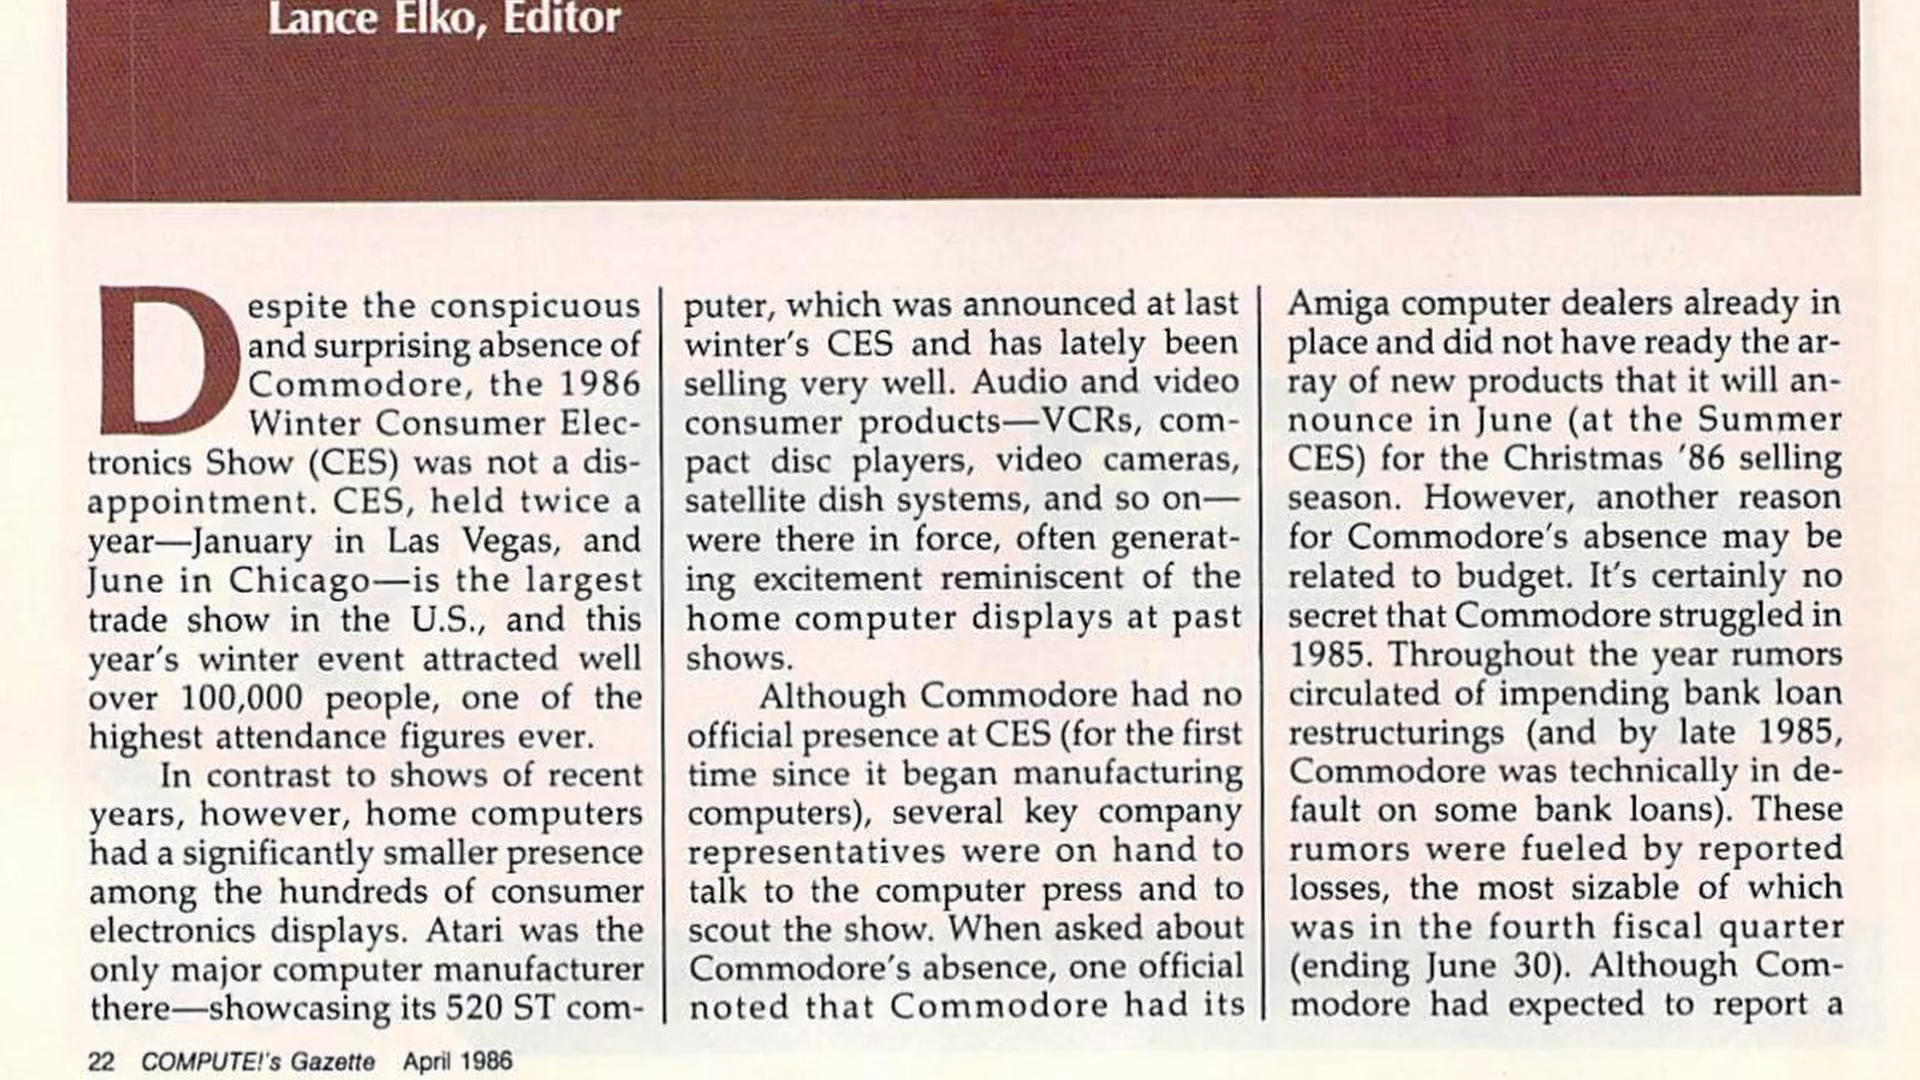 Lance Elko, Editor
Despite the conspicuous
and surprising absence of
Commodore, the 1986
Winter Consumer Elec-
tronics Show (CES) was not a dis-
appointment. CES, held twice a
year—January in Las Vegas, and
June in Chicago—is the largest
trade show in the U.S., and this
year's winter event attracted well
over 100,000 people, one of the
highest attendance figures ever.
In contrast to shows of recent
years, however, home computers
had a significantly smaller presence
among the hundreds of consumer
electronics displays. Atari was the
only major computer manufacturer
there—showcasing its 520 ST com-
puter, which was announced at last
winter's CES and has lately been
selling very well. Audio and video
consumer products—VCRs, com-
pact disc players, video cameras,
satellite dish systems, and so on—
were there in force, often generat-
ing excitement reminiscent of the
home computer displays at past
shows.
Although Commodore had no
official presence at CES (for the first
time since it began manufacturing
computers), several key company
representatives were on hand to
talk to the computer press and to
scout the show. When asked about
Commodore's absence, one official
noted that Commodore had its
Amiga computer dealers already in
place and did not have ready the ar-
ray of new products that it will an-
nounce in June (at the Summer
CES) for the Christmas '86 selling
season. However, another reason
for Commodore's absence may be
related to budget. It's certainly no
secret that Commodore struggled in
1985. Throughout the year rumors
circulated of impending bank loan
restructurings (and by late 1985,
Commodore was technically in de-
fault on some bank loans). These
rumors were fueled by reported
losses, the most sizable of which
was in the fourth fiscal quarter
(ending June 30). Although Com-
modore had expected to report a
22 COMPUTE!'s Gazette April 1986